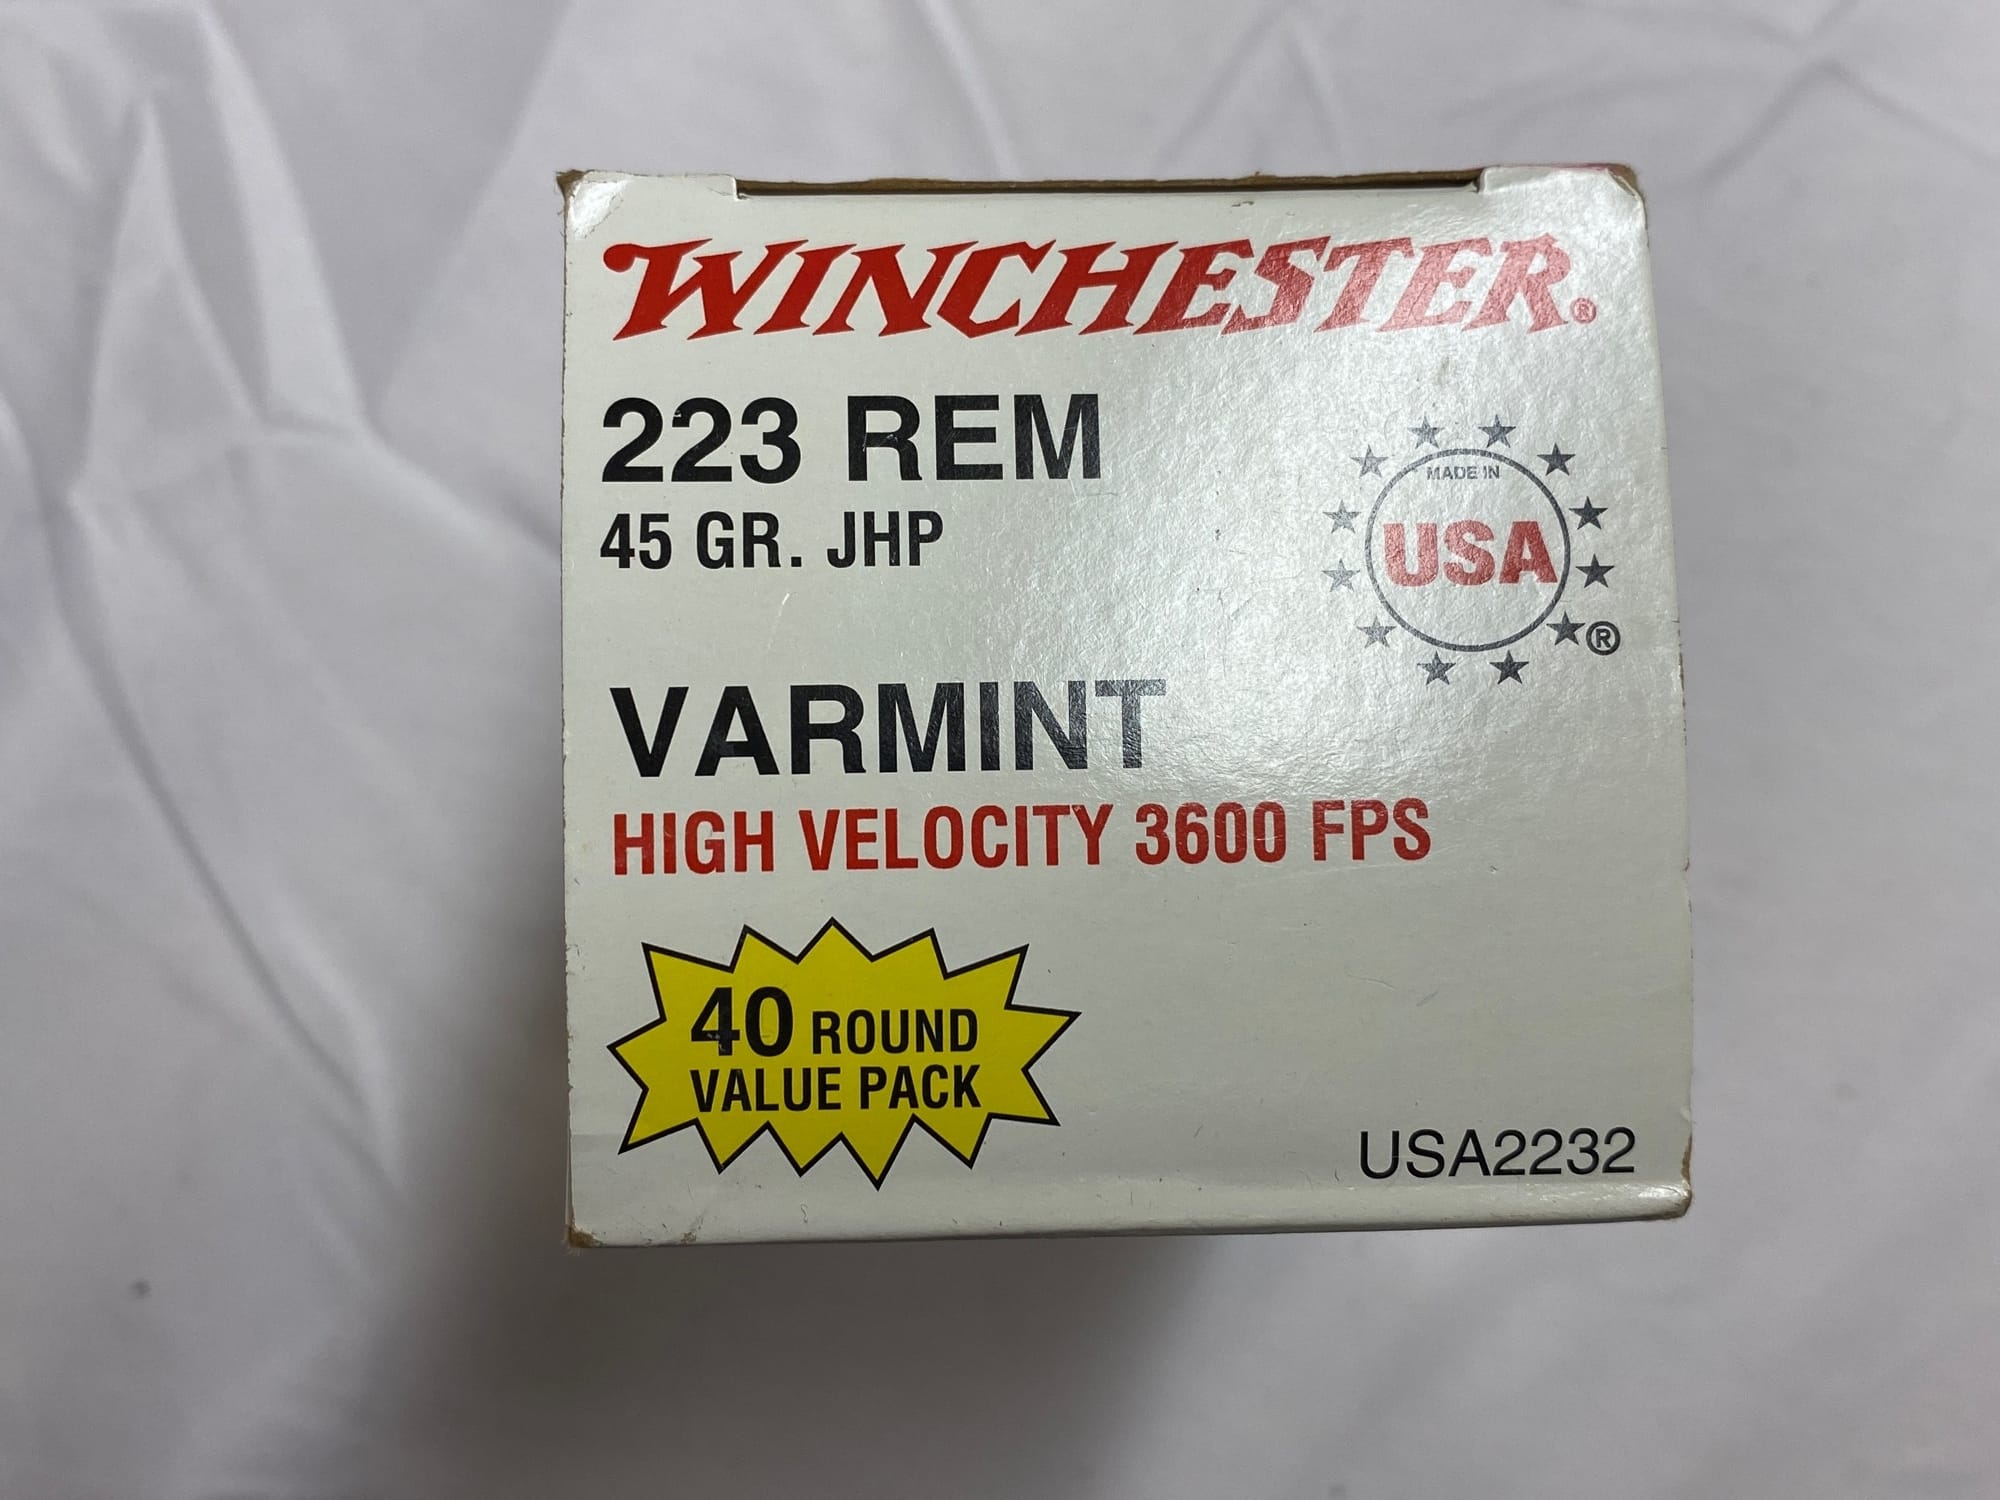 WINCHESTER®
223 REM
45 GR. JHP
MADE IN
USA
®
VARMINT
HIGH VELOCITY 3600 FPS
40 ROUND
VALUE PACK
USA2232